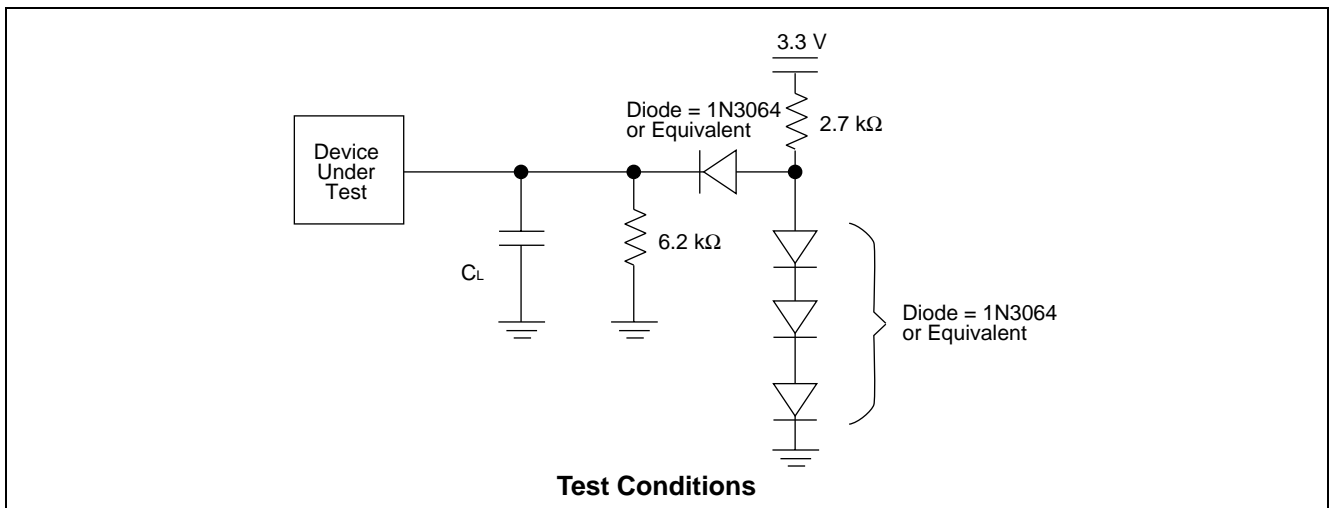 3.3 V
Diode = 1N3064
or Equivalent
2.7 kΩ
Device
Under
Test
6.2 kΩ
CL
Diode = 1N3064
or Equivalent
Test Conditions